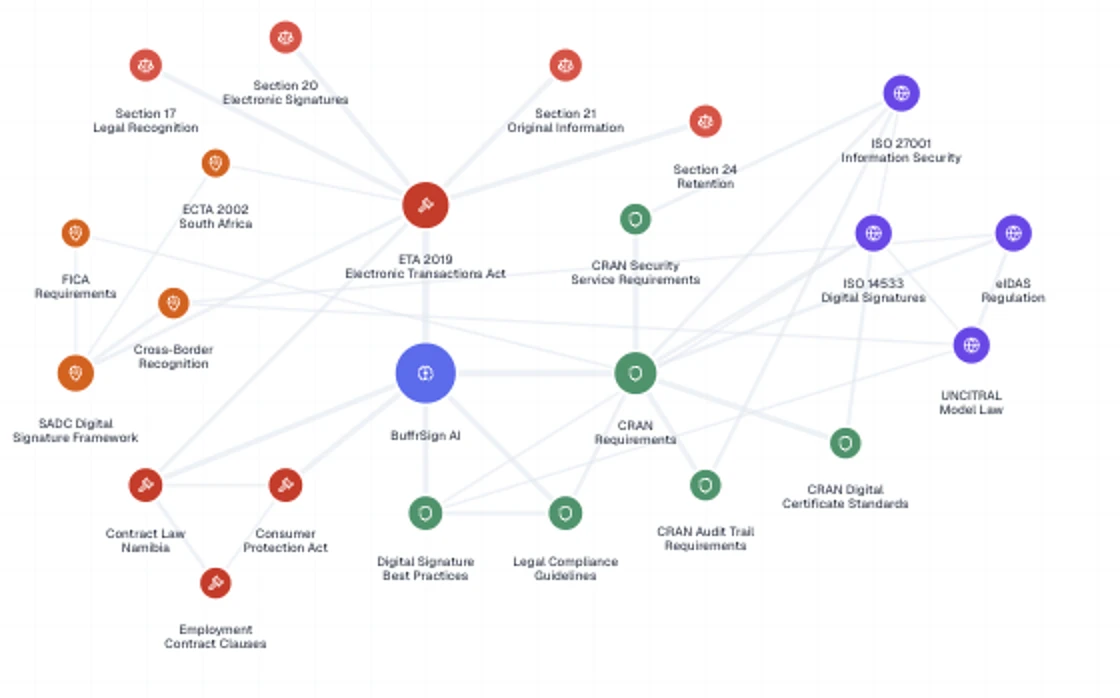 Section 20
Electronic Signatures
Section 17
Legal Recognition
Section 21
Original Information
ISO 27001
Information Security
Section 24
Retention
ECTA 2002
South Africa
ETA 2019
Electronic Transactions Act
CRAN Security
Service Requirements
FICA
Requirements
ISO 14533
Digital Signatures
eIDAS
Regulation
Cross-Border
Recognition
UNCITRAL
Model Law
SADC Digital
Signature Framework
BuffrSign AI
CRAN
Requirements
CRAN Digital
Certificate Standards
Contract Law
Namibia
Consumer
Protection Act
CRAN Audit Trail
Requirements
Digital Signature
Best Practices
Legal Compliance
Guidelines
Employment
Contract Clauses